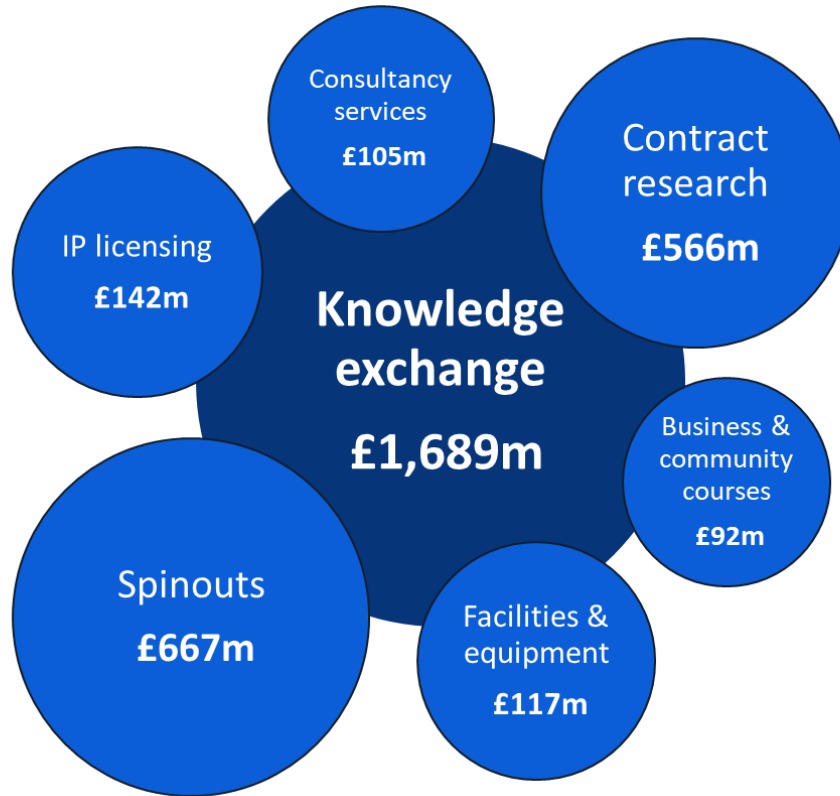 Consultancy
services
£105m
Contract
research
£566m
IP licensing
£142m
Knowledge
exchange
£1,689m
Business &
community
courses
£92m
Spinouts
£667m
Facilities &
equipment
£117m